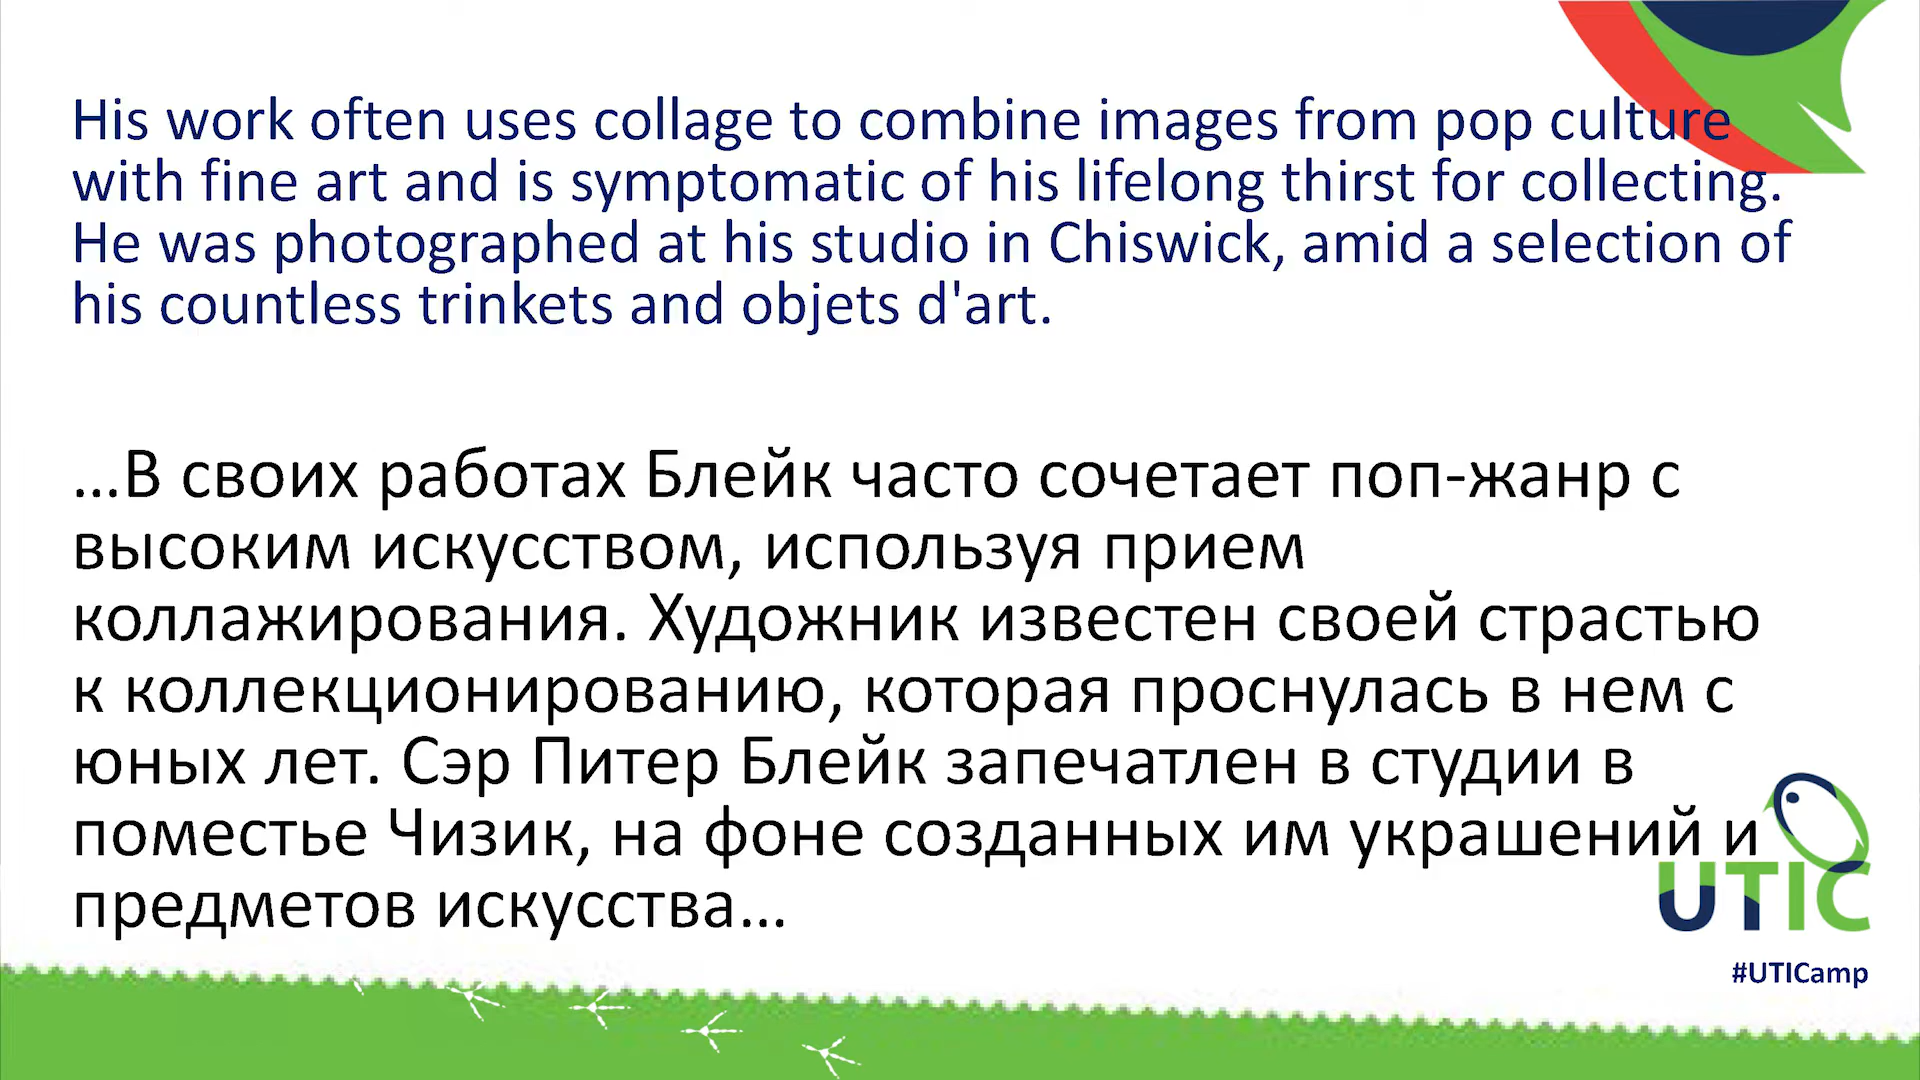 His work often uses collage to combine images from pop culture
with fine art and is symptomatic of his lifelong thirst for collecting.
He was photographed at his studio in Chiswick, amid a selection of
his countless trinkets and objets d'art.
...В своих работах Блейк часто сочетает поп-жанр с
высоким искусством, используя прием
коллажирования. Художник известен своей страстью
к коллекционированию, которая проснулась в нем с
юных лет. Сэр Питер Блейк запечатлен в студии в
поместье Чизик, на фоне созданных им украшений и
предметов искусства...
UTIC
#UTICamp